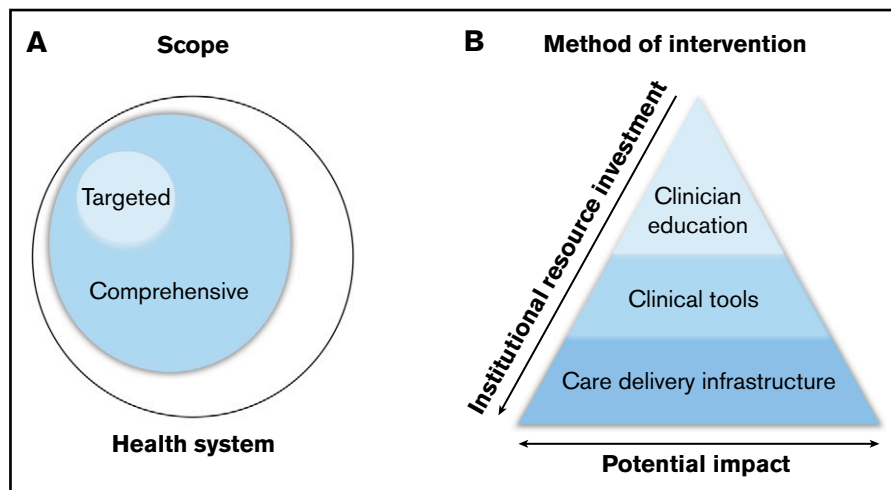 A
Scope
Targeted
Comprehensive
Health system
B
Method of intervention
Institutional resource investment
Clinician
education
Clinical tools
Care delivery infrastructure
Potential impact